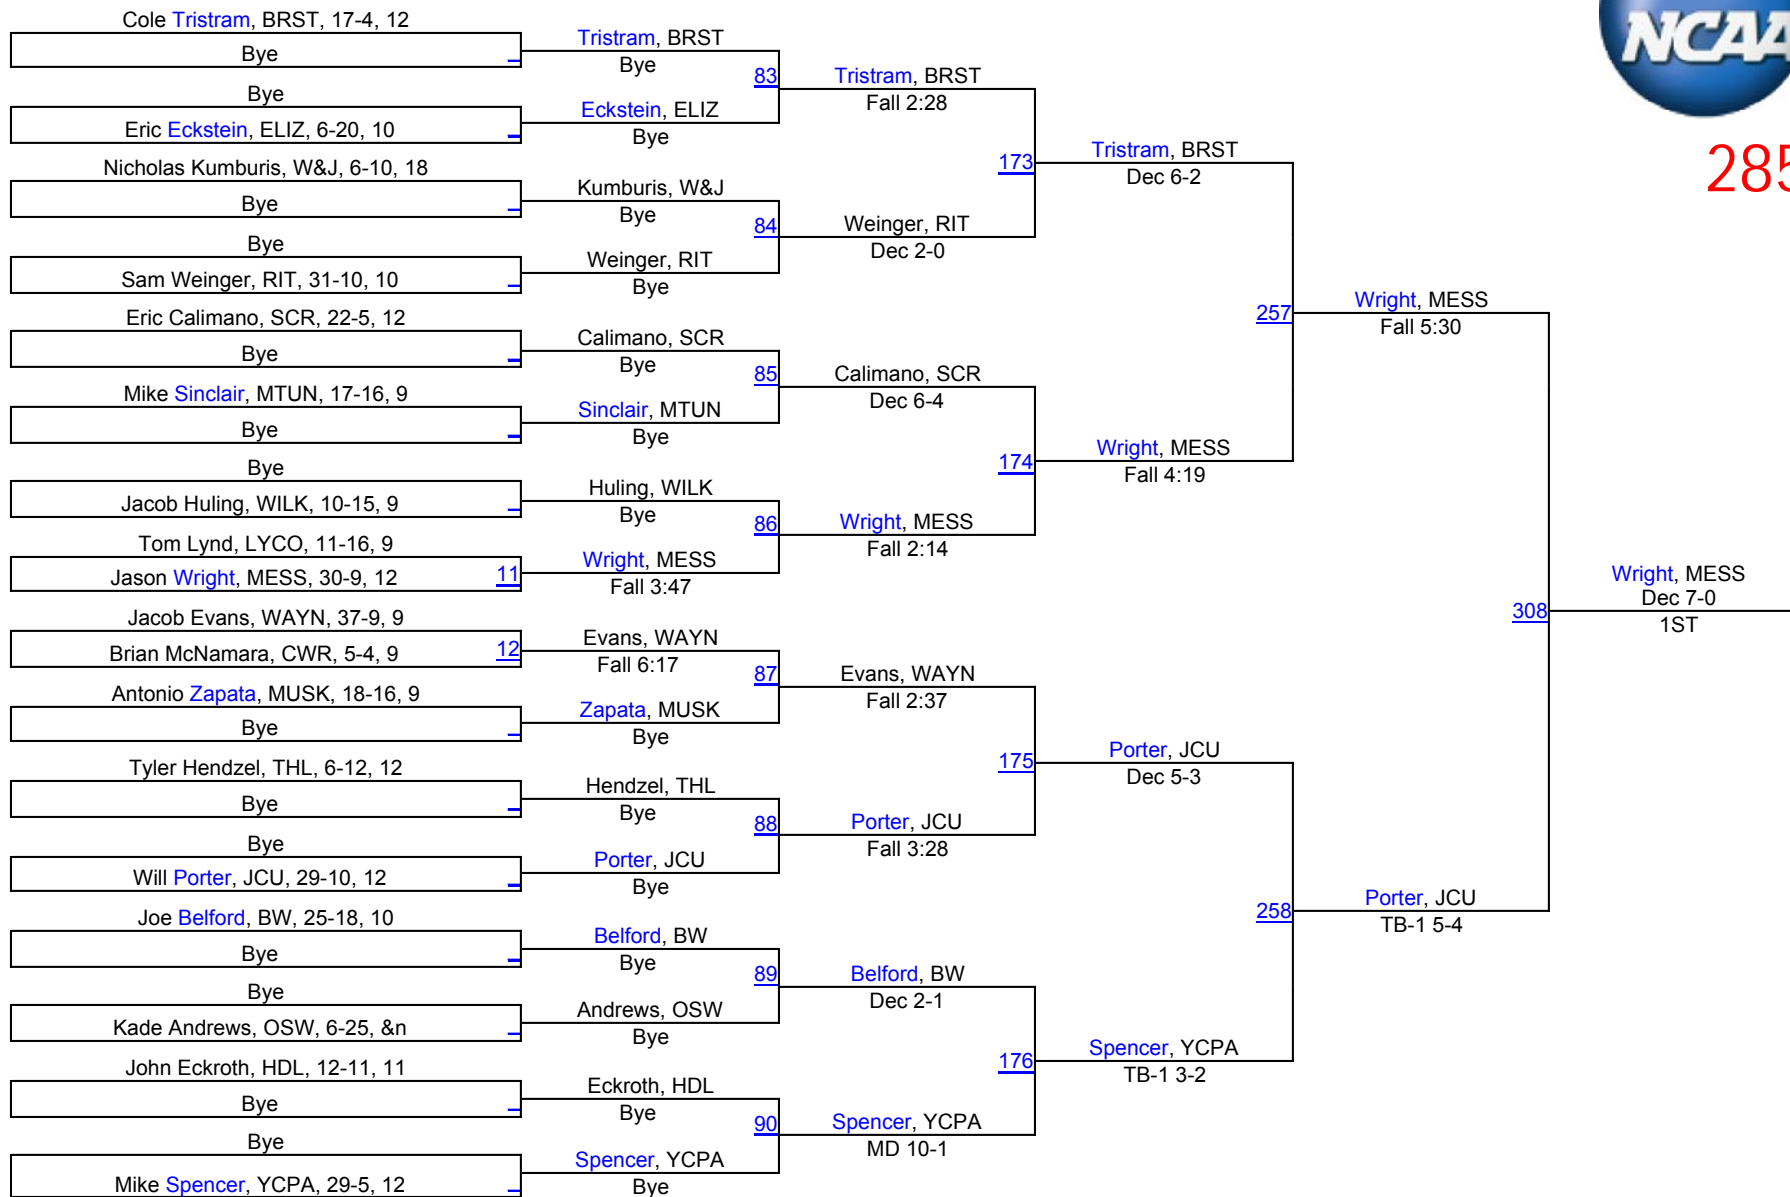 Cole Tristram, BRST, 17-4, 12
Bye
Bye
Eric Eckstein, ELIZ, 6-20, 10
Nicholas Kumburis, W&J, 6-10, 18
Bye
Bye
Sam Weinger, RIT, 31-10, 10
Eric Calimano, SCR, 22-5, 12
Bye
Mike Sinclair, MTUN, 17-16, 9
Bye
Bye
Jacob Huling, WILK, 10-15, 9
Tom Lynd, LYCO, 11-16, 9
Jason Wright, MESS, 30-9, 12
11
Jacob Evans, WAYN, 37-9, 9
Brian McNamara, CWR, 5-4, 9
12
Antonio Zapata, MUSK, 18-16, 9
Bye
Tyler Hendzel, THL, 6-12, 12
Bye
Bye
Will Porter, JCU, 29-10, 12
Joe Belford, BW, 25-18, 10
Bye
Bye
Kade Andrews, OSW, 6-25, &n
John Eckroth, HDL, 12-11, 11
Bye
Bye
Mike Spencer, YCPA, 29-5, 12
Tristram, BRST
Bye
83
Eckstein, ELIZ
Bye
Kumburis, W&J
Bye
84
Weinger, RIT
Bye
Calimano, SCR
Bye
85
Sinclair, MTUN
Bye
Huling, WILK
Bye
86
Wright, MESS
Fall 3:47
Evans, WAYN
Fall 6:17
87
Zapata, MUSK
Bye
Hendzel, THL
Bye
88
Porter, JCU
Bye
Belford, BW
Bye
89
Andrews, OSW
Bye
Eckroth, HDL
Bye
90
Spencer, YCPA
Bye
Tristram, BRST
Fall 2:28
173
Weinger, RIT
Dec 2-0
Calimano, SCR
Dec 6-4
174
Wright, MESS
Fall 2:14
Evans, WAYN
Fall 2:37
175
Porter, JCU
Fall 3:28
Belford, BW
Dec 2-1
176
Spencer, YCPA
MD 10-1
Tristram, BRST
Dec 6-2
257
Wright, MESS
Fall 4:19
Porter, JCU
Dec 5-3
258
Spencer, YCPA
TB-1 3-2
Wright, MESS
Fall 5:30
308
Porter, JCU
TB-1 5-4
Wright, MESS
Dec 7-0
1ST
NCAA
285